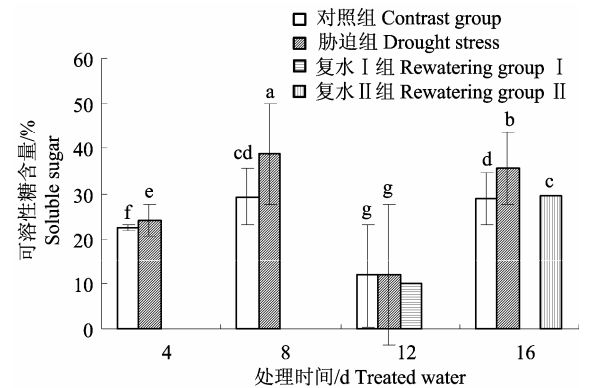 对照组 Contrast group
胁迫组 Drought stress
复水Ⅰ组 Rewatering group Ⅰ
复水Ⅱ组 Rewatering group Ⅱ
可溶性糖含量/%
Soluble sugar
60
50
40
30
20
10
0
f
e
cd
a
g
g
d
b
c
4
8
12
16
处理时间/d Treated water